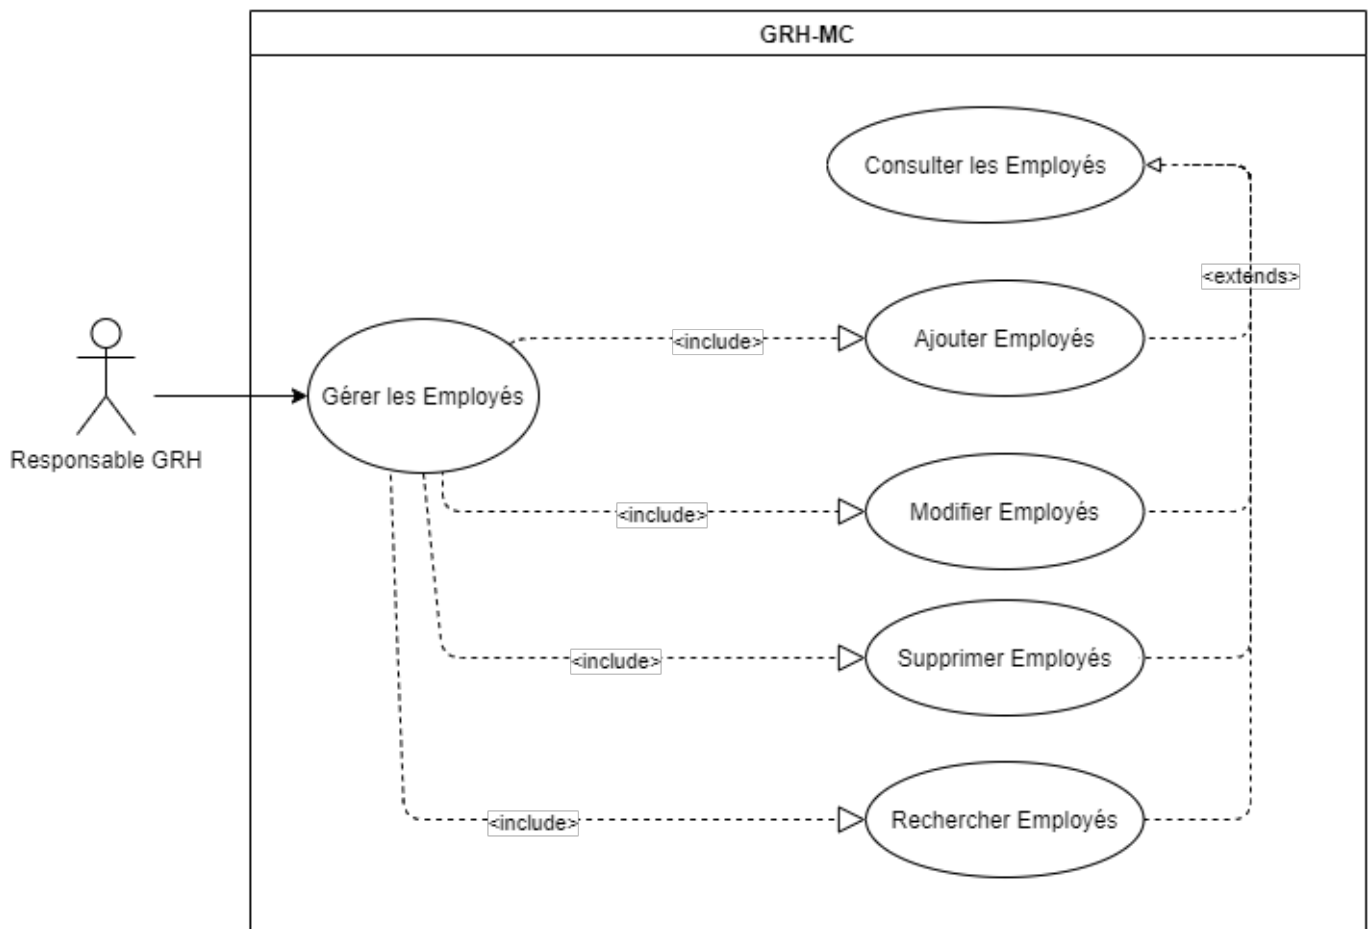 GRH-MC
Consulter les Employés
<extends>
<include>
Ajouter Employés
Gérer les Employés
Responsable GRH
<include>
Modifier Employés
<include>
Supprimer Employés
<include>
Rechercher Employés